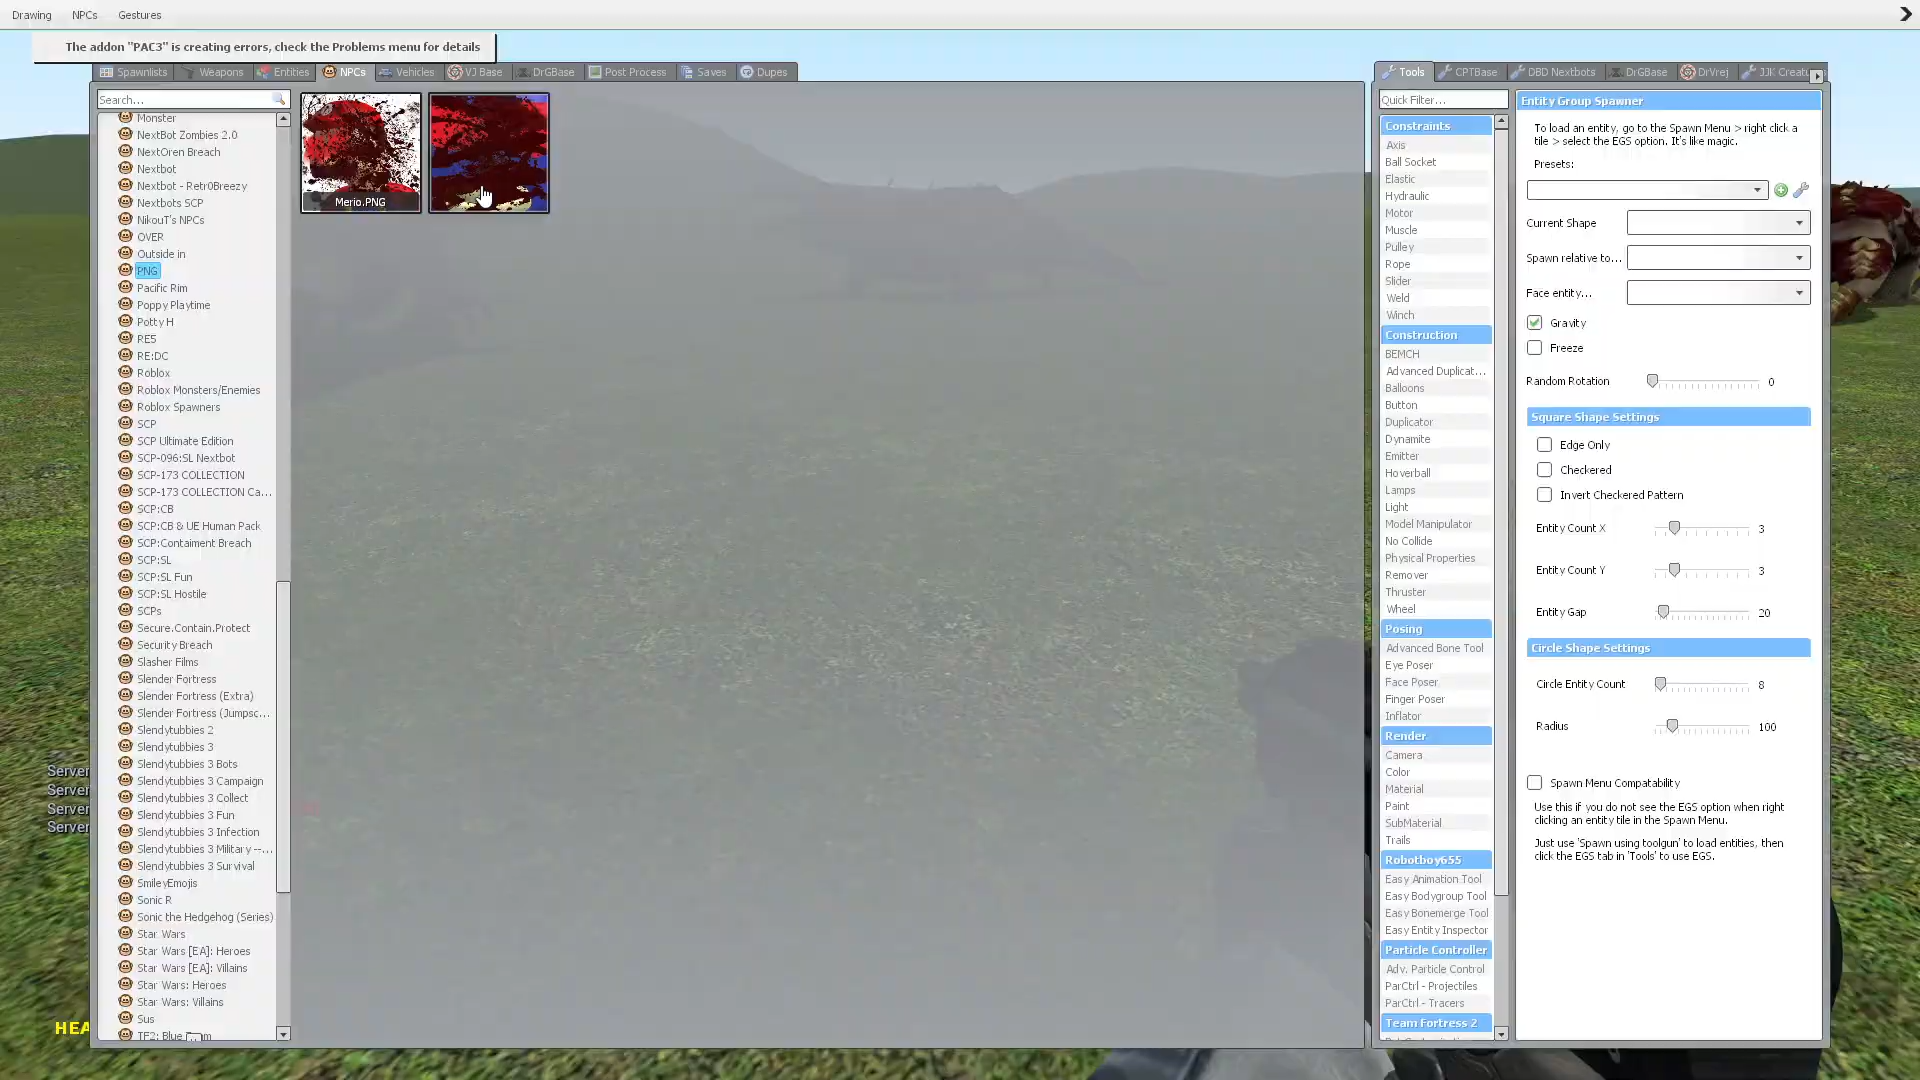 Drawing
NPCs
Gestures
The addon "PAC3" is creating errors, check the Problems menu for details
Spawnlists
Weapons
Entities
NPCs
Vehicles
VJ Base
DrGBase
Post Process
Saves
Dupes
Search...
Monster
NextBot Zombies 2.0
NextOren Breach
Nextbot
Nextbot - Retr0Breezy
Nextbots SCP
NikouT's NPCs
OVER
Outside in
PNG
Pacific Rim
Poppy Playtime
Potty H
RE5
RE:DC
Roblox
Roblox Monsters/Enemies
Roblox Spawners
SCP
SCP Ultimate Edition
SCP-096:SL Nextbot
SCP-173 COLLECTION
SCP-173 COLLECTION Ca...
SCP:CB
SCP:CB & UE Human Pack
SCP:Contaiment Breach
SCP:SL
SCP:SL Fun
SCP:SL Hostile
SCPs
Secure.Contain.Protect
Security Breach
Slasher Films
Slender Fortress
Slender Fortress (Extra)
Slender Fortress (Jumpsc...
Slendytubbies 2
Slendytubbies 3
Slendytubbies 3 Bots
Slendytubbies 3 Campaign
Slendytubbies 3 Collect
Slendytubbies 3 Fun
Slendytubbies 3 Infection
Slendytubbies 3 Military --...
Slendytubbies 3 Survival
SmileyEmojis
Sonic R
Sonic the Hedgehog (Series)
Star Wars
Star Wars [EA]: Heroes
Star Wars [EA]: Villains
Star Wars: Heroes
Star Wars: Villains
Sus
TF2: Blue
Merio.PNG
Server
Server
Server
Server
HEA
Tools
CPTBase
DBD Nextbots
DrGBase
DrVrej
JJK Creato
Quick Filter...
Constraints
Axis
Ball Socket
Elastic
Hydraulic
Motor
Muscle
Pulley
Rope
Slider
Weld
Winch
Construction
BEMCH
Advanced Duplicat...
Balloons
Button
Duplicator
Dynamite
Emitter
Hoverball
Lamps
Light
Model Manipulator
No Collide
Physical Properties
Remover
Thruster
Wheel
Posing
Advanced Bone Tool
Eye Poser
Face Poser
Finger Poser
Inflator
Render
Camera
Color
Material
Paint
SubMaterial
Trails
Robotboy655
Easy Animation Tool
Easy Bodygroup Tool
Easy Bonemerge Tool
Easy Entity Inspector
Particle Controller
Adv. Particle Control
ParCtrl - Projectiles
ParCtrl - Tracers
Team Fortress 2
Entity Group Spawner
To load an entity, go to the Spawn Menu > right click a
tile > select the EGS option. It's like magic.
Presets:
Current Shape
Spawn relative to...
Face entity...
Gravity
Freeze
Random Rotation 0
Square Shape Settings
Edge Only
Checkered
Invert Checkered Pattern
Entity Count X 3
Entity Count Y 3
Entity Gap 20
Circle Shape Settings
Circle Entity Count 8
Radius 100
Spawn Menu Compatability
Use this if you do not see the EGS option when right
clicking an entity tile in the Spawn Menu.
Just use 'Spawn using toolgun' to load entities, then
click the EGS tab in 'Tools' to use EGS.